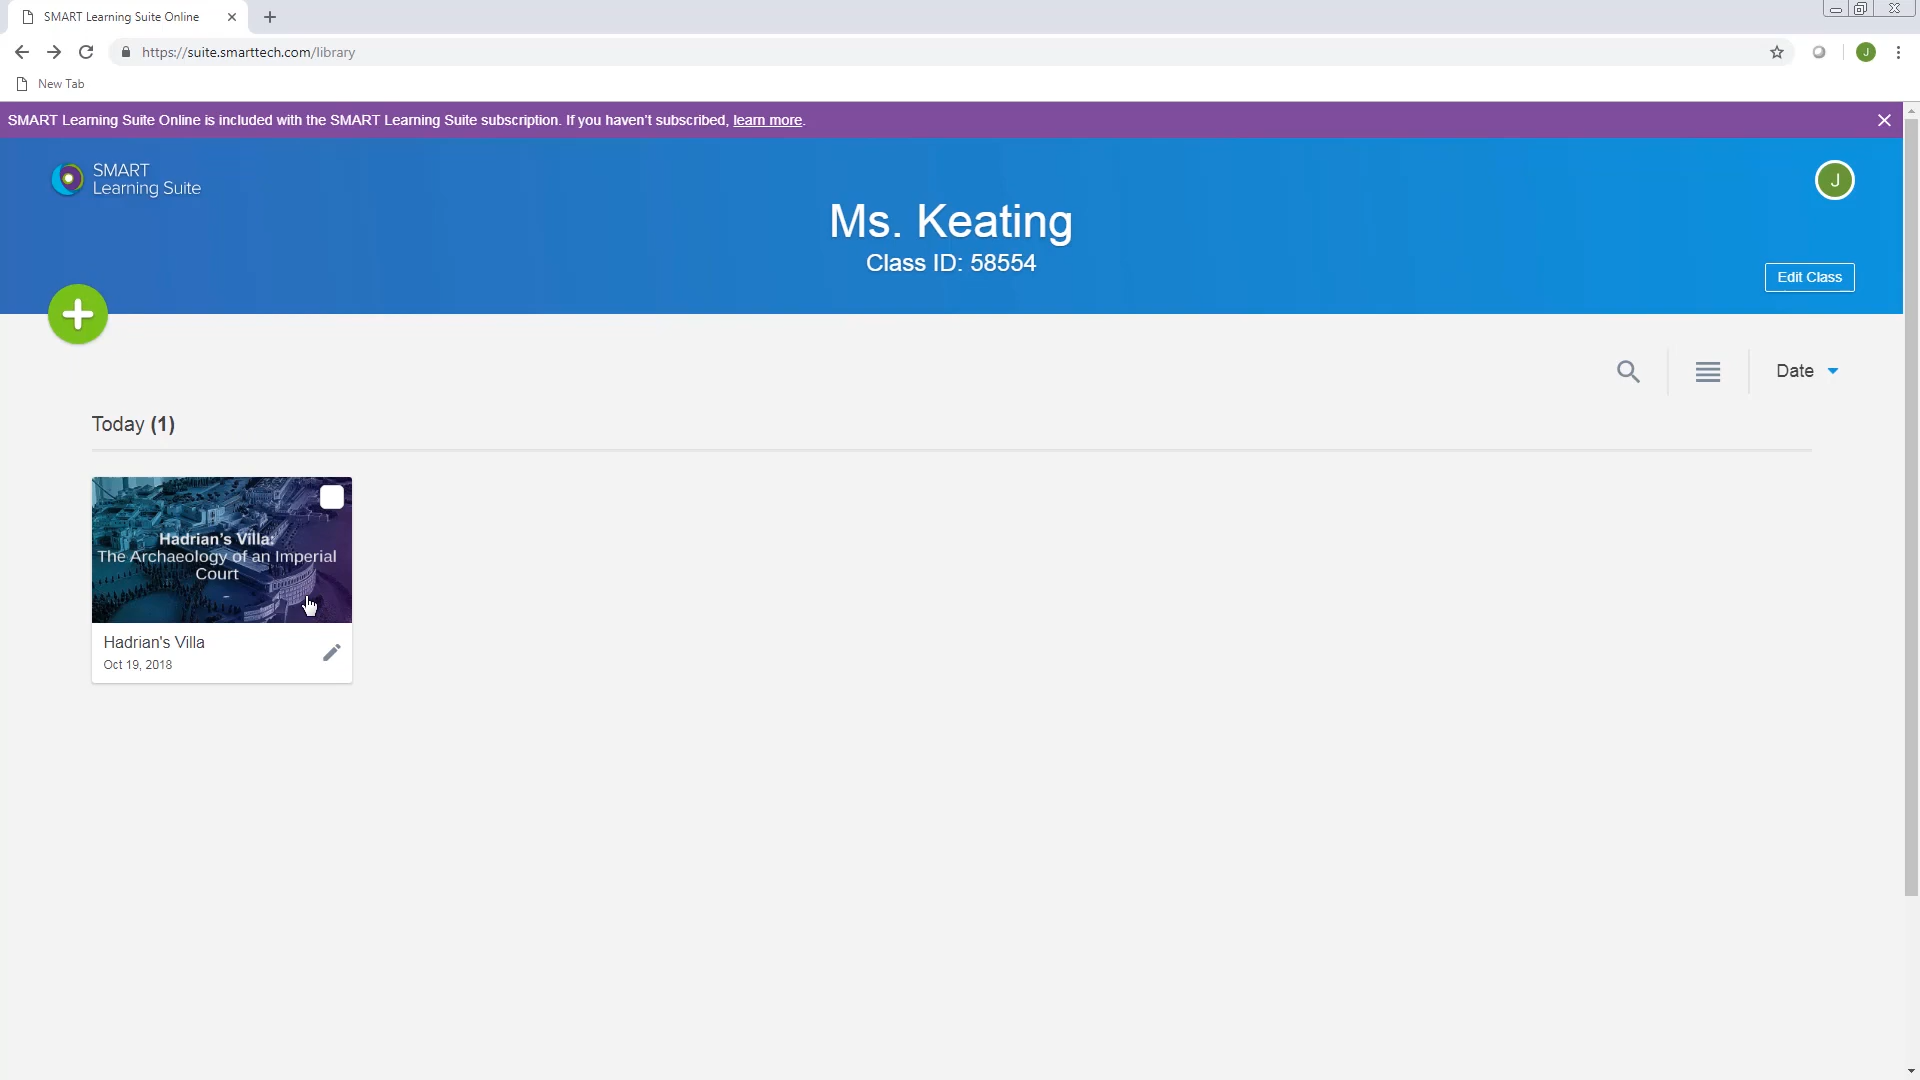 SMART Learning Suite Online
https://suite.smarttech.com/library
J
New Tab
SMART Learning Suite Online is included with the SMART Learning Suite subscription. If you haven't subscribed, learn more.
SMART
Learning Suite
J
Ms. Keating
Class ID: 58554
Edit Class
Date
Today (1)
Hadrian's Villa:
The Archaeology of an Imperial
Court
Hadrian's Villa
Oct 19, 2018